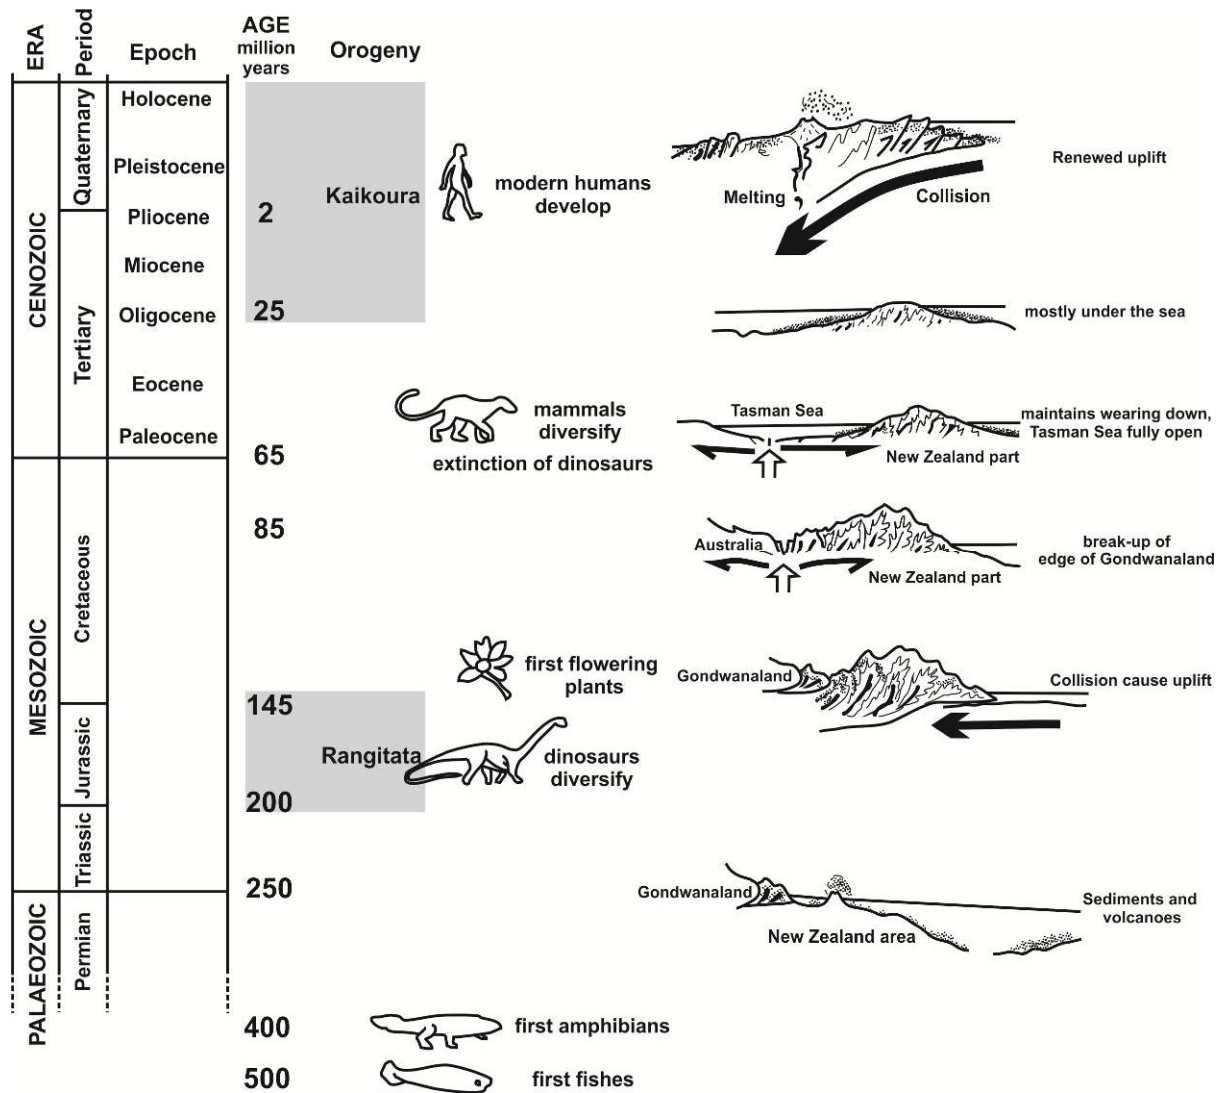 ERA
Period
Epoch
AGE
million
years
Orogeny
CENOZOIC
Quaternary
Tertiary
Holocene
Pleistocene
Pliocene
Miocene
Oligocene
Eocene
Paleocene
2
25
65
Kaikoura
modern humans
develop
Melting
Collision
Renewed uplift
mostly under the sea
mammals
diversify
extinction of dinosaurs
Tasman Sea
New Zealand part
maintains wearing down,
Tasman Sea fully open
MESOZOIC
Cretaceous
Jurassic
Triassic
85
145
200
250
Australia
New Zealand part
break-up of
edge of Gondwanaland
first flowering
plants
Gondwanaland
Collision cause uplift
Rangitata
dinosaurs
diversify
Gondwanaland
New Zealand area
Sediments and
volcanoes
PALAEOZOIC
Permian
400
first amphibians
500
first fishes